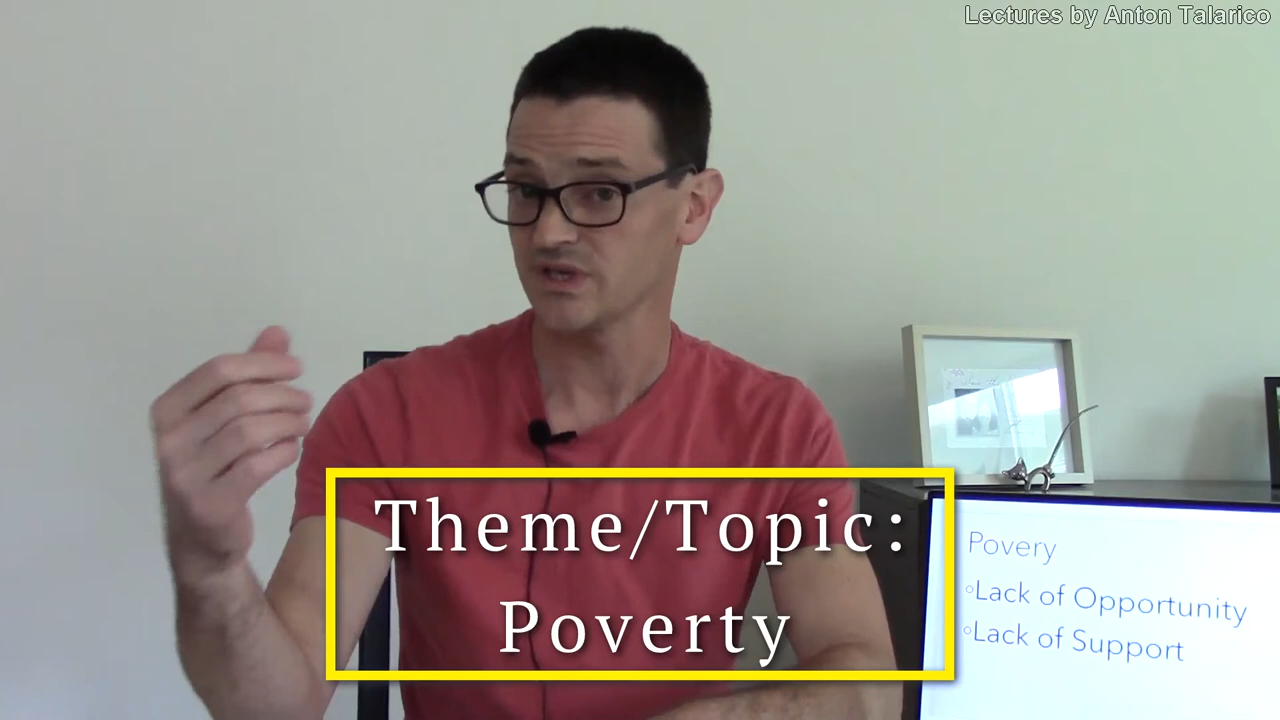 Lectures by Anton Talarico
Theme/Topic:
Poverty
Povery
Lack of Opportunity
Lack of Support